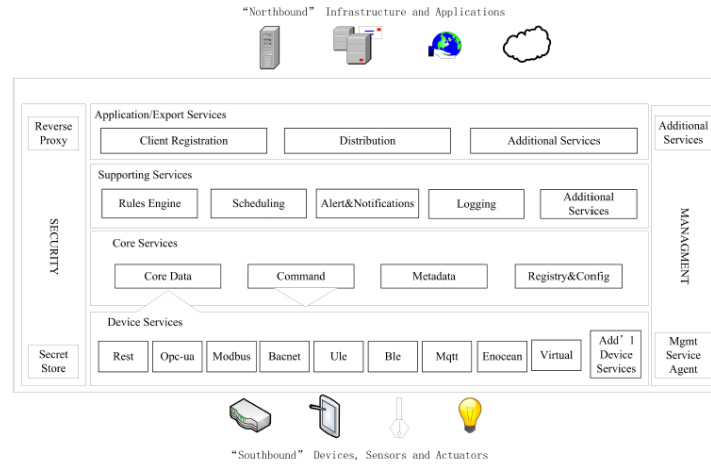 “Northbound” Infrastructure and Applications
Application/Export Services
Reverse
Proxy
Client Registration
Distribution
Additional Services
Additional
Services
Supporting Services
Rules Engine
Scheduling
Alert&Notifications
Logging
Additional
Services
SECURITY
MANAGMENT
Core Services
Core Data
Command
Metadata
Registry&Config
Device Services
Secret
Store
Rest
Opc-ua
Modbus
Bacnet
Ule
Ble
Mqtt
Enocean
Virtual
Add’l
Device
Services
Mgmt
Service
Agent
“Southbound” Devices, Sensors and Actuators